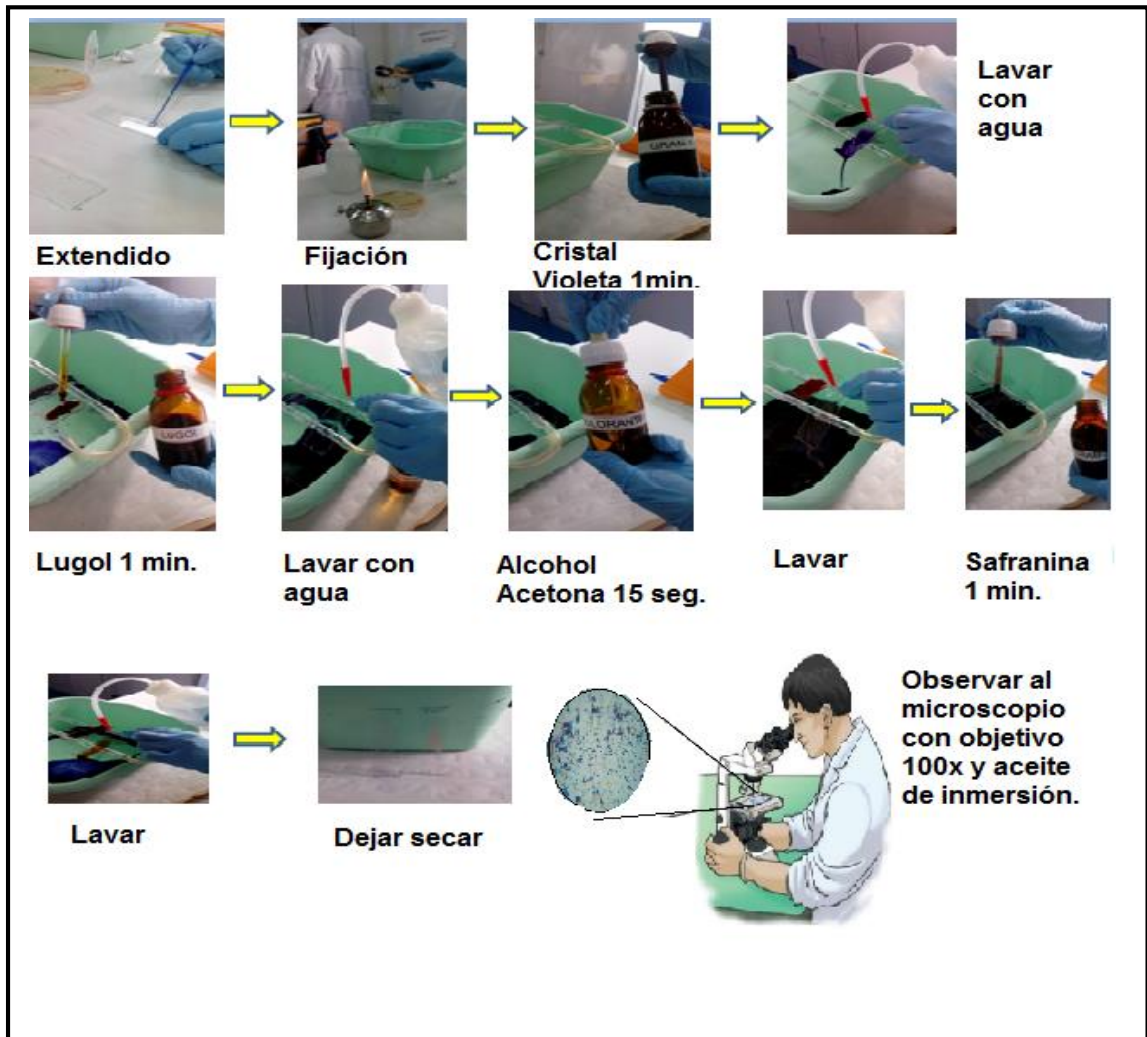 Lavar
con
agua
Extendido
Fijación
Cristal
Violeta 1min.
LUGOL
Lugol 1 min.
Lavar con
agua
Alcohol
Acetona 15 seg.
Lavar
Safranina
1 min.
Lavar
Dejar secar
Observar al
microscopio
con objetivo
100x y aceite
de inmersión.